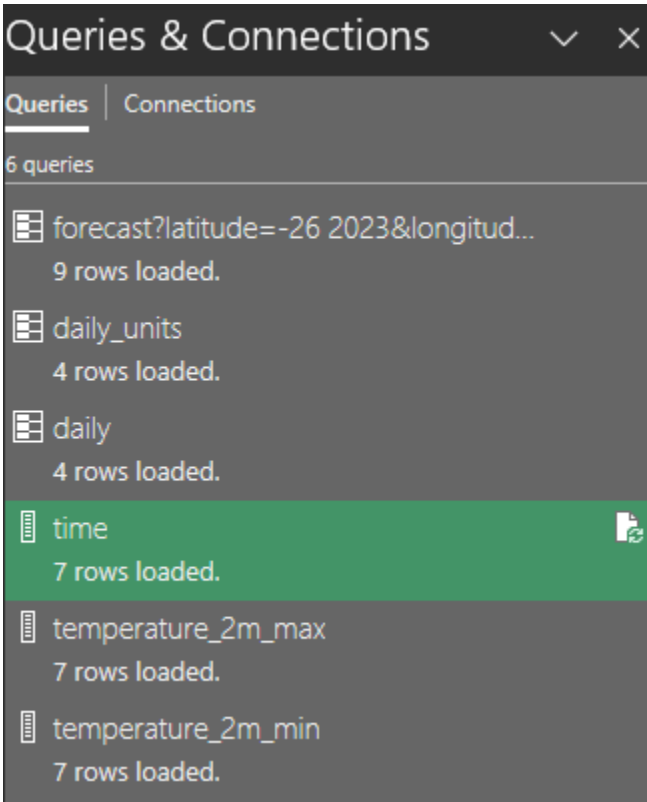 Queries & Connections
Queries | Connections
6 queries
forecast?latitude=-26 2023&longitud...
9 rows loaded.
daily_units
4 rows loaded.
daily
4 rows loaded.
time
7 rows loaded.
temperature_2m_max
7 rows loaded.
temperature_2m_min
7 rows loaded.